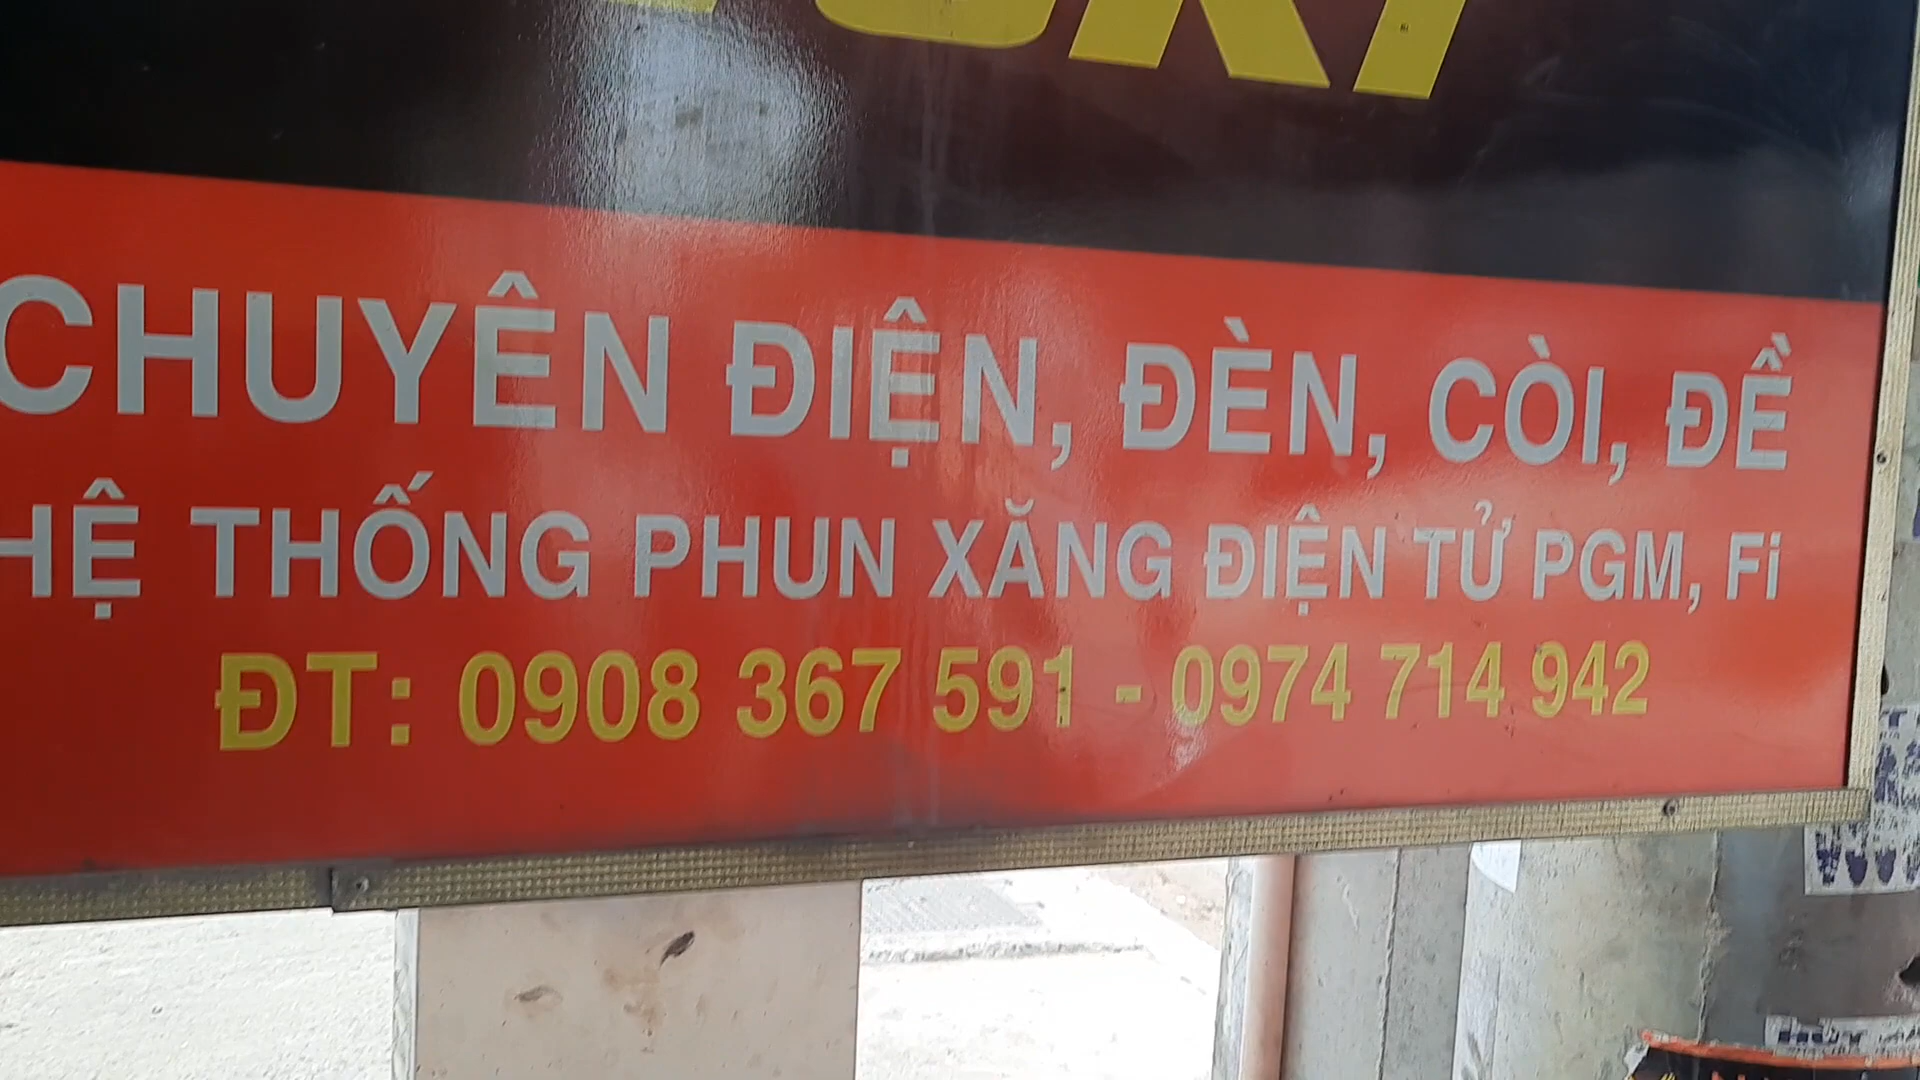 CHUYÊN ĐIỆN, ĐÈN, CÒI, ĐỀ
HỆ THỐNG PHUN XĂNG ĐIỆN TỬ PGM, Fi
ĐT: 0908 367 591 - 0974 714 942